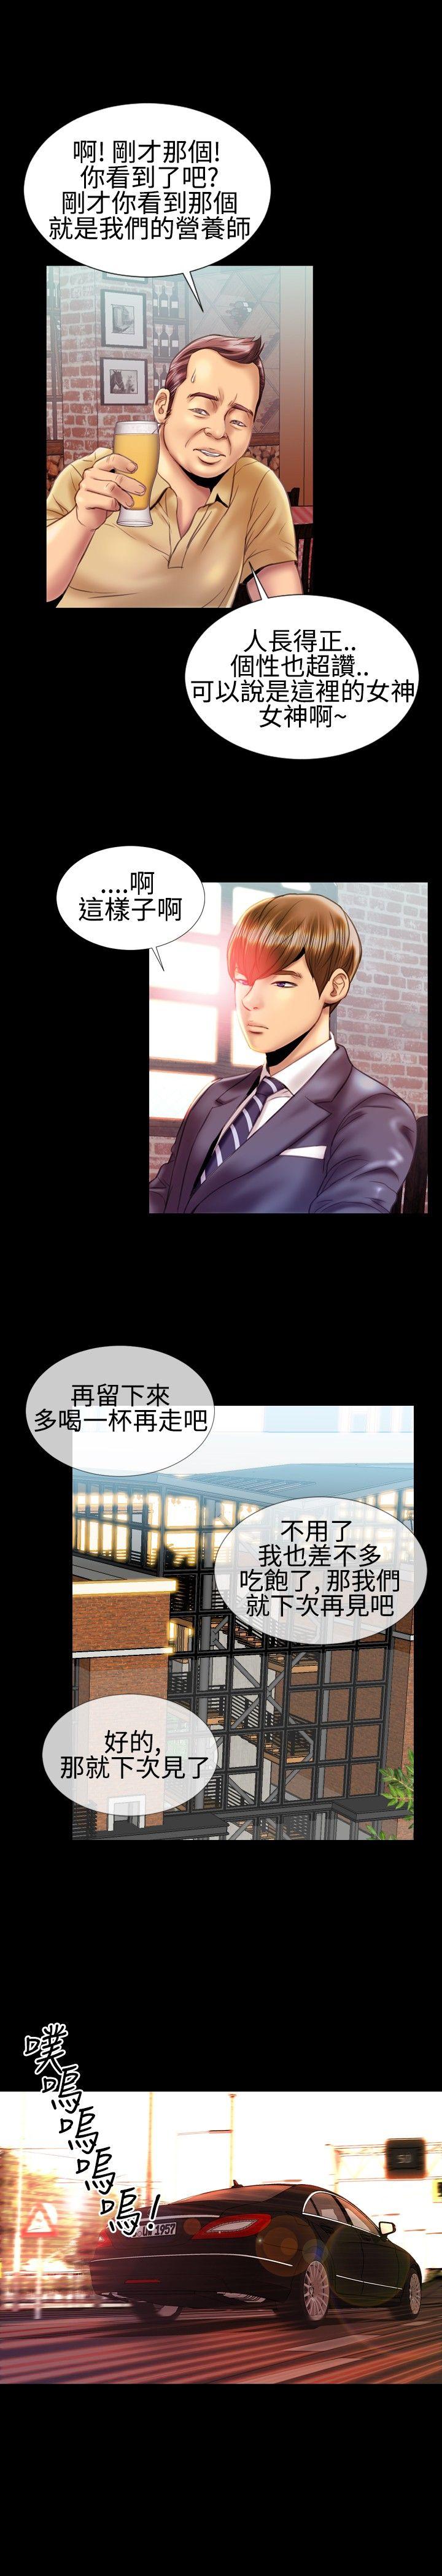 啊! 剛才那個!
你看到了吧?
剛才你看到那個
就是我們的營養師
人長得正..
個性也超讚..
可以說是這裡的女神
女神啊~
....啊
這樣子啊
再留下來
多喝一杯再走吧
不用了
我也差不多
吃飽了, 那我們
就下次再見吧
好的,
那就下次見了
噗嗚嗚嗚嗚!
1957